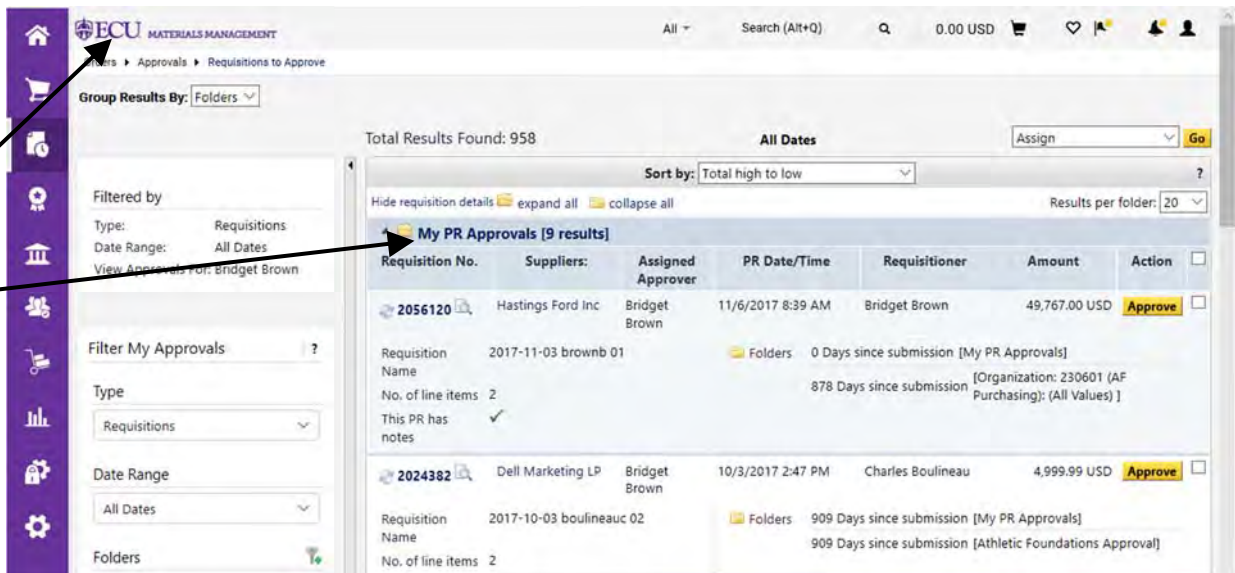 ECU MATERIALS MANAGEMENT
All
Search (Alt+Q)
0.00 USD
Orders Approvals Requisitions to Approve
Group Results By: Folders
Total Results Found: 958
All Dates
Assign
Go
Sort by: Total high to low
?
Filtered by
Type: Requisitions
Date Range: All Dates
View Approvals For: Bridget Brown
Hide requisition details expand all collapse all
Results per folder: 20
My PR Approvals [9 results]
Requisition No. Suppliers: Assigned Approver PR Date/Time Requisitioner Amount Action
2056120 Hastings Ford Inc Bridget Brown 11/6/2017 8:39 AM Bridget Brown 49,767.00 USD Approve
Requisition Name 2017-11-03 brownb 01
No. of line items 2
This PR has notes ✓
Folders 0 Days since submission [My PR Approvals]
878 Days since submission [Organization: 230601 (AF Purchasing): (All Values) ]
Filter My Approvals ?
Type
Requisitions
Date Range
All Dates
Folders
2024382 Dell Marketing LP Bridget Brown 10/3/2017 2:47 PM Charles Boulineau 4,999.99 USD Approve
Requisition Name 2017-10-03 boulineauc 02
No. of line items 2
Folders 909 Days since submission [My PR Approvals]
909 Days since submission [Athletic Foundations Approval]